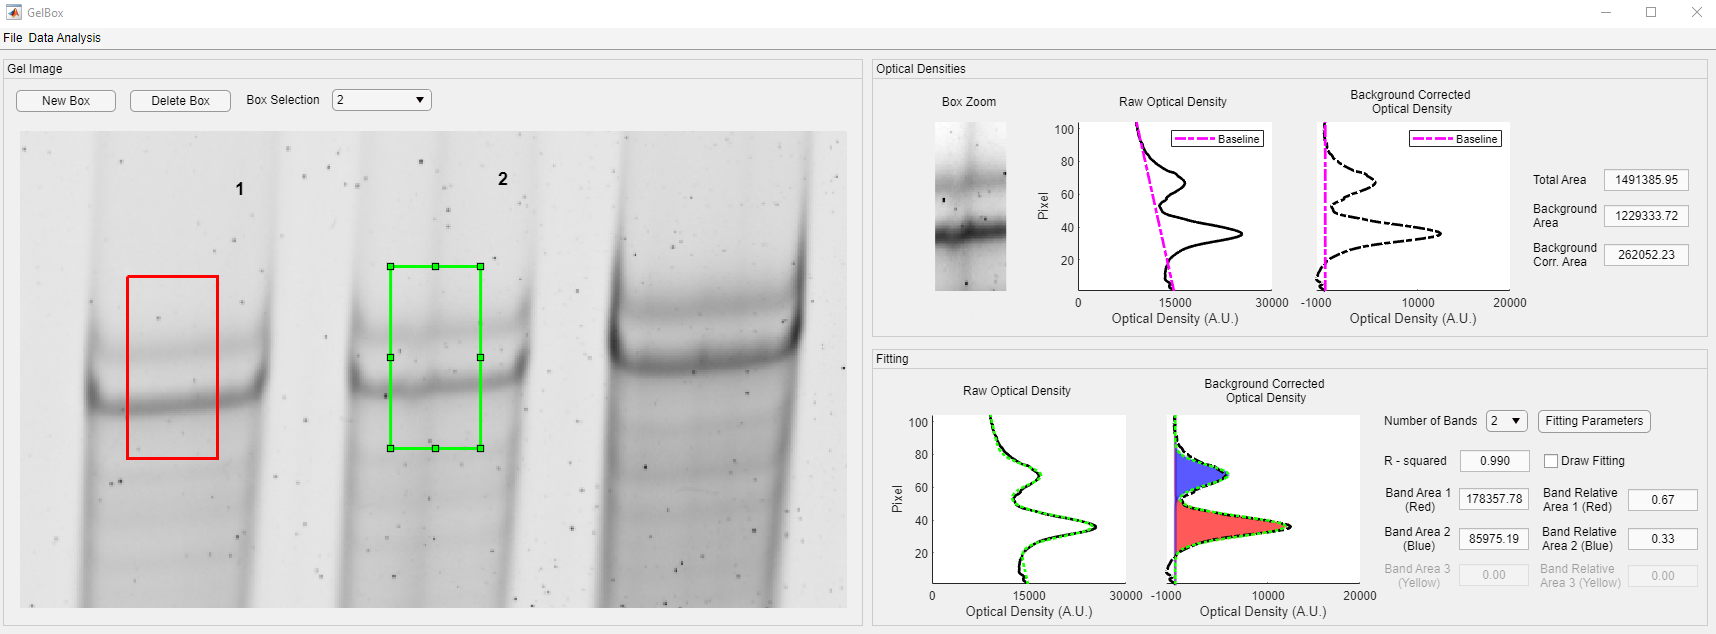 GelBox
File Data Analysis
Gel Image
New Box
Delete Box
Box Selection
2
1
2
Optical Densities
Box Zoom
Raw Optical Density
Baseline
100
80
60
40
20
Pixel
0
15000
30000
Optical Density (A.U.)
Background Corrected
Optical Density
Baseline
-1000
10000
20000
Optical Density (A.U.)
Total Area
1491385.95
Background
Area
1229333.72
Background
Corr. Area
262052.23
Fitting
Raw Optical Density
100
80
60
40
20
Pixel
0
15000
30000
Optical Density (A.U.)
Background Corrected
Optical Density
-1000
10000
20000
Optical Density (A.U.)
Number of Bands
2
Fitting Parameters
R - squared
0.990
Draw Fitting
Band Area 1
(Red)
178357.78
Band Relative
Area 1 (Red)
0.67
Band Area 2
(Blue)
85975.19
Band Relative
Area 2 (Blue)
0.33
Band Area 3
(Yellow)
0.00
Band Relative
Area 3 (Yellow)
0.00